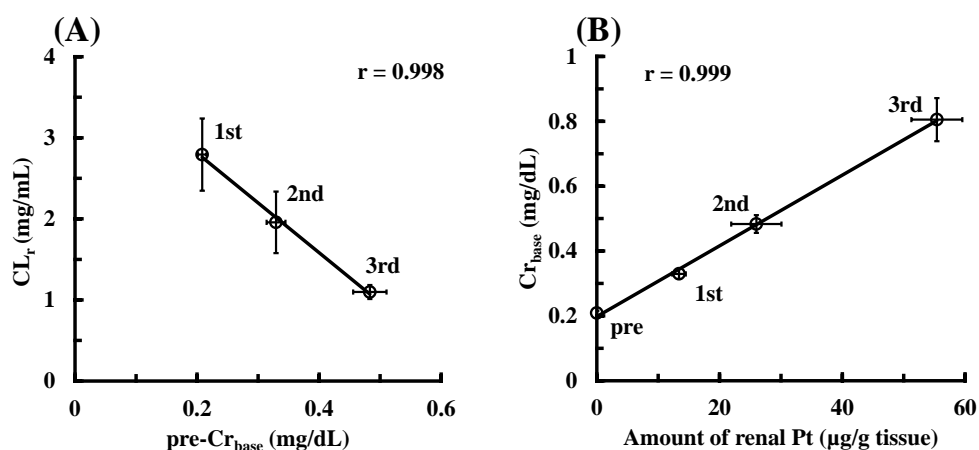 (A)
r = 0.998
CLr (mg/mL)
4
3
2
1
0
0
0.2
0.4
0.6
1st
2nd
3rd
pre-Crbase (mg/dL)
(B)
r = 0.999
Crbase (mg/dL)
1
0.8
0.6
0.4
0.2
0
0
20
40
60
pre
1st
2nd
3rd
Amount of renal Pt (µg/g tissue)